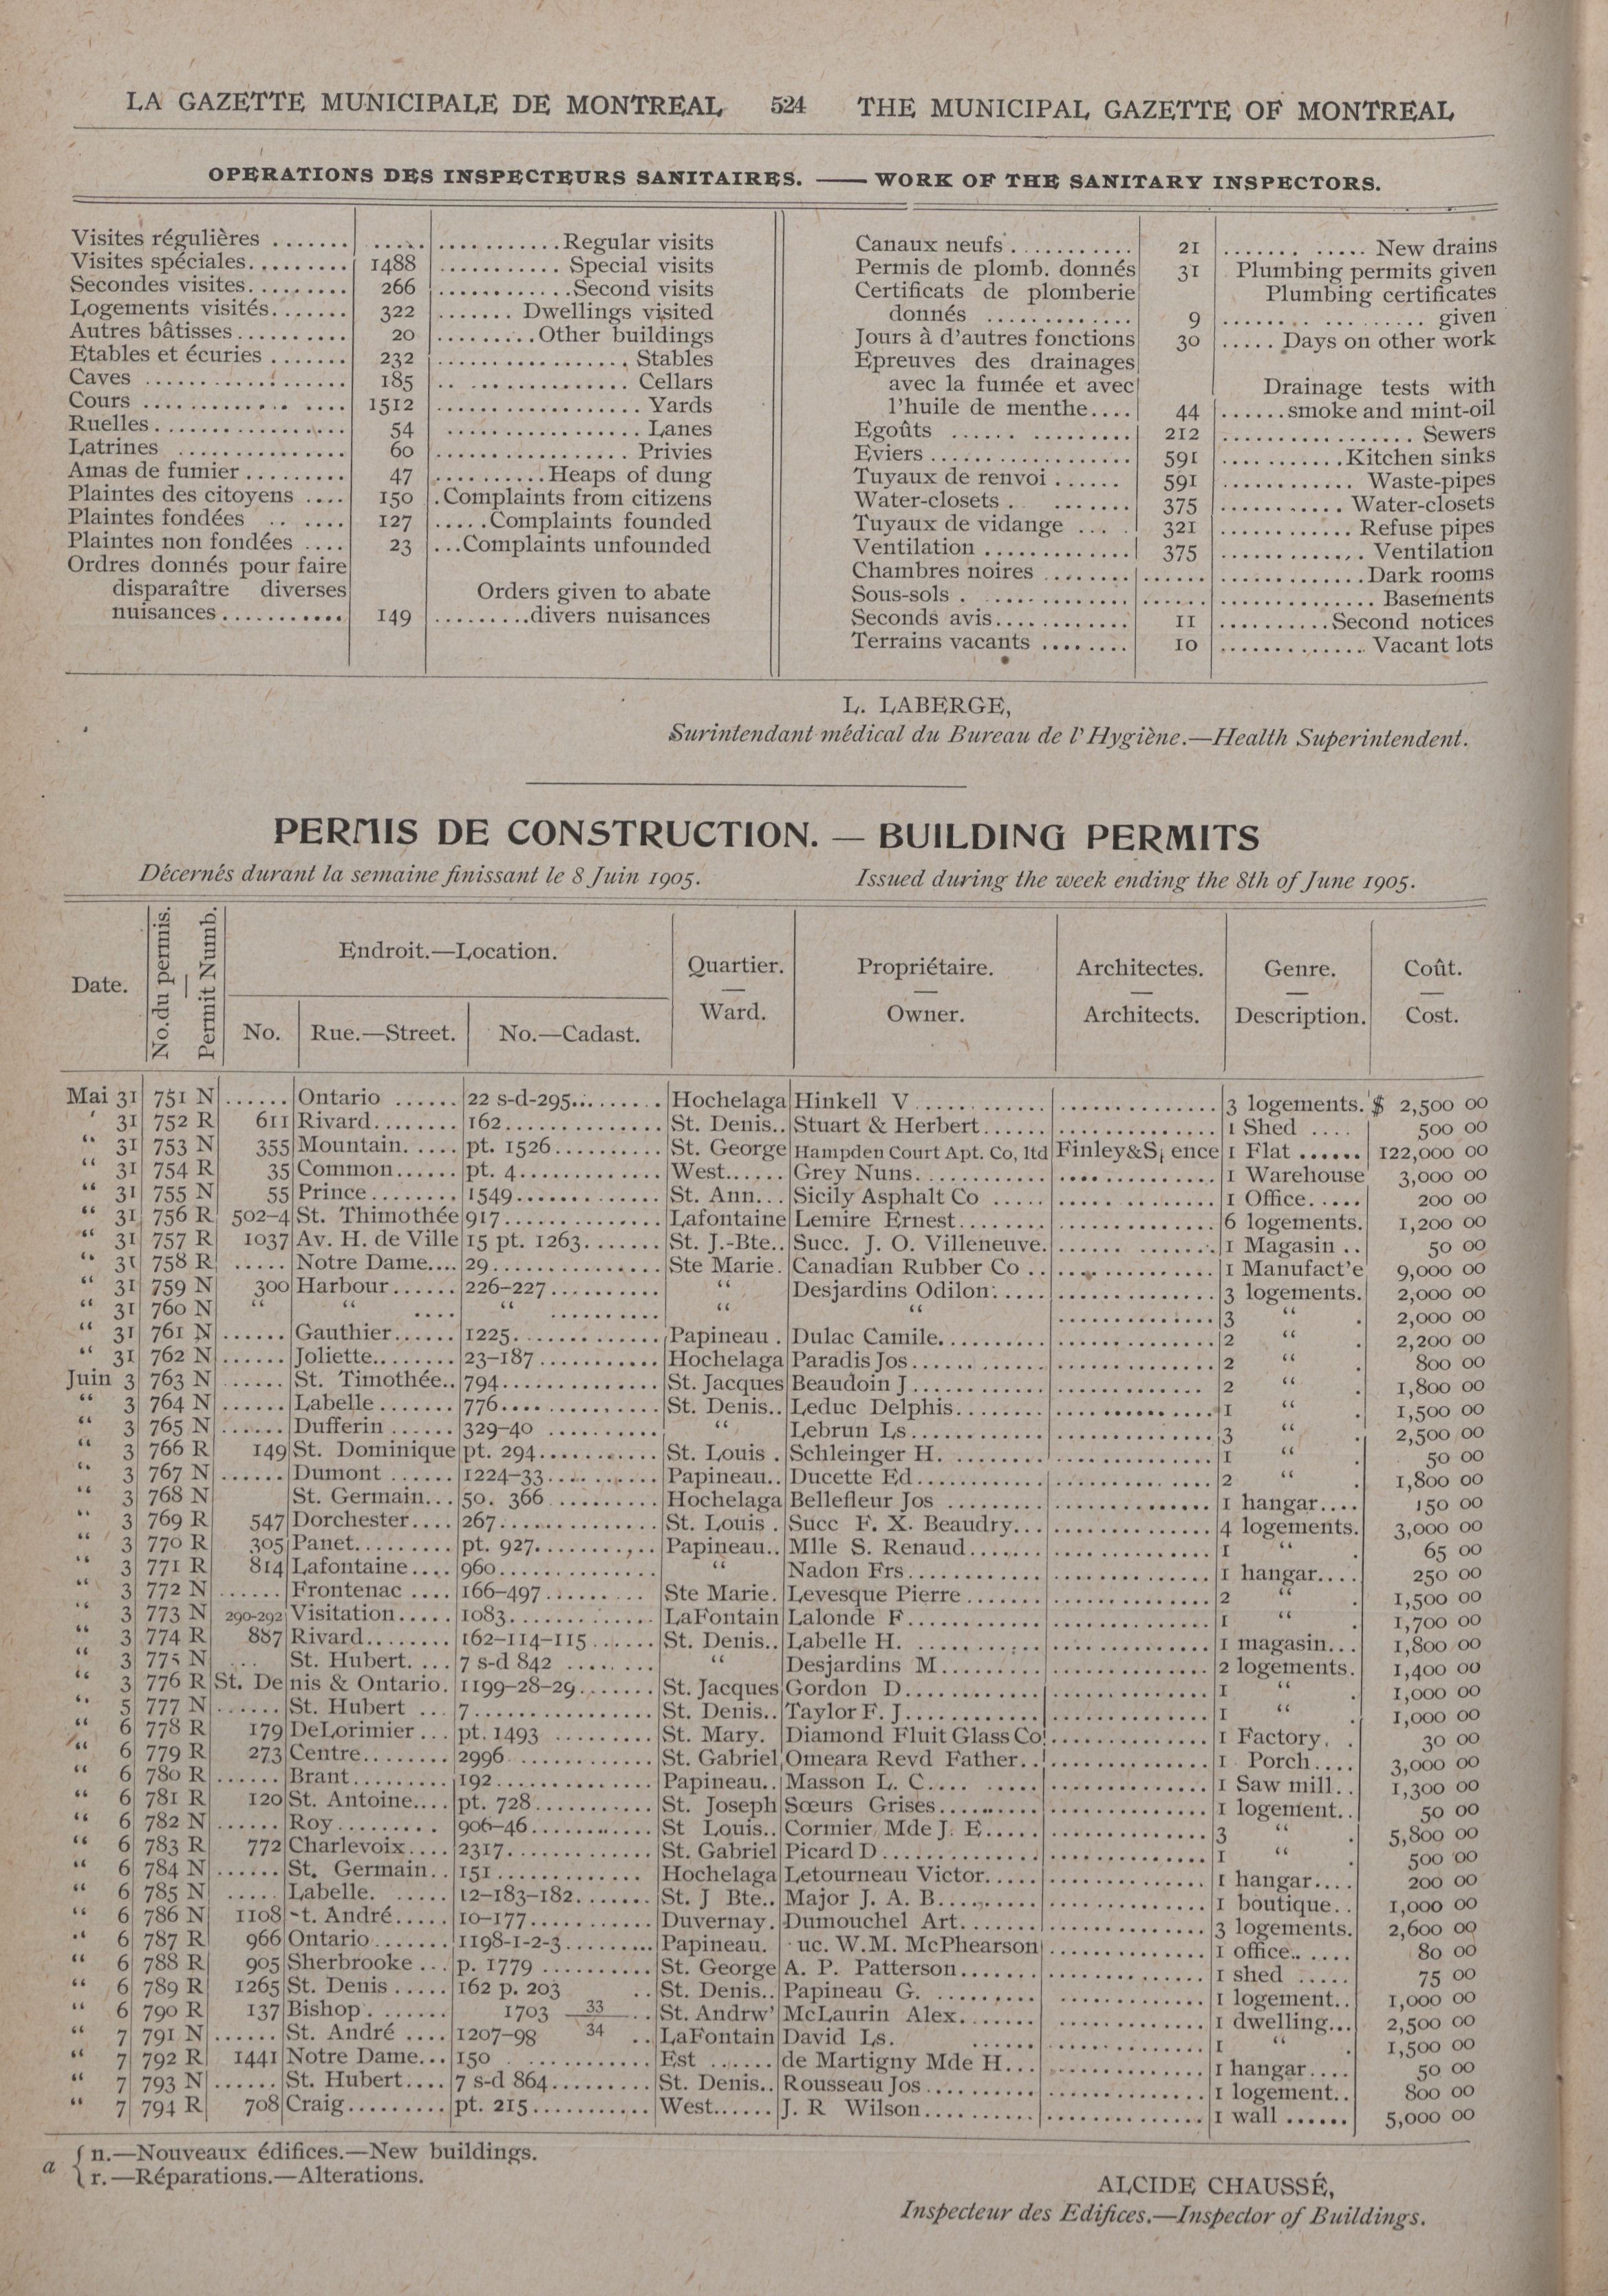 LA GAZETTE MUNICIPALE DE MONTREAL 524 THE MUNICIPAL GAZETTE OF MONTREAL
OPERATIONS DES INSPECTEURS SANITAIRES. —— WORK OF THE SANITARY INSPECTORS.
Visites régulières ....... ...... ............Regular visits
Visites spéciales.......... 1488 ........... Special visits
Secondes visites.......... 266 ............Second visits
Logements visités....... 322 ....... Dwellings visited
Autres bâtisses........... 20 .........Other buildings
Etables et écuries ....... 232 .................. Stables
Caves .................... 185 .. ............... Cellars
Cours .............. .... 1512 ................... Yards
Ruelles.................. 54 .................. Lanes
Latrines ................ 60 .................. Privies
Amas de fumier ......... 47 ..........Heaps of dung
Plaintes des citoyens .... 150 .Complaints from citizens
Plaintes fondées .. ..... 127 .....Complaints founded
Plaintes non fondées .... 23 ...Complaints unfounded
Ordres donnés pour faire
disparaître diverses Orders given to abate
nuisances ........... 149 .........divers nuisances
Canaux neufs............ 21 ....... ..... New drains
Permis de plomb. donnés 31 Plumbing permits given
Certificats de plomberie Plumbing certificates
donnés ............. 9 ........ .......... given
Jours à d'autres fonctions 30 ..... Days on other work
Epreuves des drainages
avec la fumée et avec Drainage tests with
l'huile de menthe.... 44 ......smoke and mint-oil
Egoûts ...... ......... 212 .................. Sewers
Eviers .................. 591 ...........Kitchen sinks
Tuyaux de renvoi ...... 591 ............ Waste-pipes
Water-closets .. ....... 375 ........... Water-closets
Tuyaux de vidange ... . 321 ............ Refuse pipes
Ventilation ............. 375 ............. Ventilation
Chambres noires ........ ...... .............Dark rooms
Sous-sols . ............. ...... ............... Basements
Seconds avis............ 11 ..........Second notices
Terrains vacants ........ 10 ............. Vacant lots
L. LABERGE,
Surintendant médical du Bureau de l'Hygiène.—Health Superintendent.
PERMIS DE CONSTRUCTION. — BUILDING PERMITS
Décernés durant la semaine finissant le 8 Juin 1905. Issued during the week ending the 8th of June 1905.
Date. No. du permis. — Permit Numb. Endroit.—Location. Quartier. — Ward. Propriétaire. — Owner. Architectes. — Architects. Genre. — Description. Coût. — Cost.
No. Rue.—Street. No.—Cadast.
Mai 31 751 N ...... Ontario ...... 22 s-d-295......... Hochelaga Hinkell V ............ .............. 3 logements. $ 2,500 00
" 31 752 R 611 Rivard........ 162.............. St. Denis.. Stuart & Herbert...... .............. 1 Shed .... 500 00
" 31 753 N 355 Mountain. ..... pt. 1526.......... St. George Hampden Court Apt. Co, ltd Finley&S, ence 1 Flat ...... 122,000 00
" 31 754 R 35 Common...... pt. 4............. West...... Grey Nuns............ .............. 1 Warehouse 3,000 00
" 31 755 N 55 Prince........ 1549............. St. Ann... Sicily Asphalt Co ..... .............. 1 Office..... 200 00
" 31 756 R 502-4 St. Thimothée 917.............. Lafontaine Lemire Ernest........ .............. 6 logements. 1,200 00
" 31 757 R 1037 Av. H. de Ville 15 pt. 1263....... St. J.-Bte.. Succ. J. O. Villeneuve. ...... ....... 1 Magasin .. 50 00
" 31 758 R ..... Notre Dame.... 29............... Ste Marie. Canadian Rubber Co .. .............. 1 Manufact'e 9,000 00
" 31 759 N 300 Harbour...... 226-227........... " Desjardins Odilon..... .............. 3 logements. 2,000 00
" 31 760 N " " .... " .......... " " .............. 3 " . 2,000 00
" 31 761 N ...... Gauthier...... 1225............. Papineau . Dulac Camile.......... .............. 2 " . 2,200 00
" 31 762 N ...... Joliette........ 23-187........... Hochelaga Paradis Jos............ .............. 2 " . 800 00
Juin 3 763 N ...... St. Timothée.. 794.............. St. Jacques Beaudoin J............ ............. 2 " . 1,800 00
" 3 764 N ...... Labelle....... 776.............. St. Denis.. Leduc Delphis........ .............. 1 " . 1,500 00
" 3 765 N ...... Dufferin ...... 329-40 .......... " Lebrun Ls............ .............. 3 " . 2,500 00
" 3 766 R 149 St. Dominique pt. 294........... St. Louis . Schleinger H. ........ .............. 1 " . 50 00
" 3 767 N ...... Dumont ...... 1224-33.......... Papineau.. Ducette Ed........... .............. 2 " . 1,800 00
" 3 768 N St. Germain... 50. 366.......... Hochelaga Bellefleur Jos ......... .............. 1 hangar.... 150 00
" 3 769 R 547 Dorchester.... 267.............. St. Louis . Succ F. X. Beaudry... .............. 4 logements. 3,000 00
" 3 770 R 305 Panet......... pt. 927.......... Papineau.. Mlle S. Renaud....... .............. 1 " . 65 00
" 3 771 R 814 Lafontaine.... 960.............. " Nadon Frs............ .............. 1 hangar.... 250 00
" 3 772 N ...... Frontenac .... 166-497......... Ste Marie. Levesque Pierre....... .............. 2 " . 1,500 00
" 3 773 N 290-292 Visitation..... 1083............. LaFontain Lalonde F............ .............. 1 " . 1,700 00
" 3 774 R 887 Rivard........ 162-114-115...... St. Denis.. Labelle H. ........... .............. 1 magasin... 1,800 00
" 3 775 N ... St. Hubert. .... 7 s-d 842 ........ " Desjardins M......... .............. 2 logements. 1,400 00
" 3 776 R St. Denis & Ontario. 1199-28-29....... St. Jacques Gordon D............ .............. 1 " . 1,000 00
" 5 777 N ...... St. Hubert ... 7................ St. Denis.. Taylor F. J............ .............. 1 " . 1,000 00
" 6 778 R 179 DeLorimier ... pt. 1493 ......... St. Mary. Diamond Fluit Glass Co .............. 1 Factory. . 30 00
" 6 779 R 273 Centre........ 2996............. St. Gabriel Omeara Revd Father.. .............. 1 Porch.... 3,000 00
" 6 780 R ...... Brant......... 192.............. Papineau.. Masson L. C.... ..... .............. 1 Saw mill.. 1,300 00
" 6 781 R 120 St. Antoine.... pt. 728........... St. Joseph Sœurs Grises......... .............. 1 logement.. 50 00
" 6 782 N ...... Roy.......... 906-46............ St Louis.. Cormier, Mde J. E..... .............. 3 " . 5,800 00
" 6 783 R 772 Charlevoix.... 2317............. St. Gabriel Picard D.............. .............. 1 " . 500 00
" 6 784 N ...... St. Germain.. 151.............. Hochelaga Letourneau Victor..... .............. 1 hangar.... 200 00
" 6 785 N ..... Labelle. ...... 12-183-182....... St. J Bte.. Major J. A. B.......... .............. 1 boutique.. 1,000 00
" 6 786 N 1108 t. André..... 10-177........... Duvernay. Dumouchel Art........ .............. 3 logements. 2,600 00
" 6 787 R 966 Ontario....... 1198-1-2-3......... Papineau. uc. W.M. McPhearson .............. 1 office...... 80 00
" 6 788 R 905 Sherbrooke ... p. 1779 .......... St. George A. P. Patterson....... .............. 1 shed ..... 75 00
" 6 789 R 1265 St. Denis ..... 162 p. 203 .. St. Denis.. Papineau G. .......... .............. 1 logement.. 1,000 00
" 6 790 R 137 Bishop........ 1703 33/34 .. St. Andrw' McLaurin Alex....... .............. 1 dwelling... 2,500 00
" 7 791 N ...... St. André .... 1207-98 .. LaFontain David Ls. ...... .............. 1 " . 1,500 00
" 7 792 R 1441 Notre Dame... 150 ............. Est ...... de Martigny Mde H... .............. 1 hangar.... 50 00
" 7 793 N ...... St. Hubert.... 7 s-d 864......... St. Denis.. Rousseau Jos.......... .............. 1 logement.. 800 00
" 7 794 R 708 Craig......... pt. 215........... West...... J. R Wilson.......... .............. 1 wall ...... 5,000 00
a { n.—Nouveaux édifices.—New buildings.
r.—Réparations.—Alterations.
ALCIDE CHAUSSÉ,
Inspecteur des Edifices.—Inspector of Buildings.